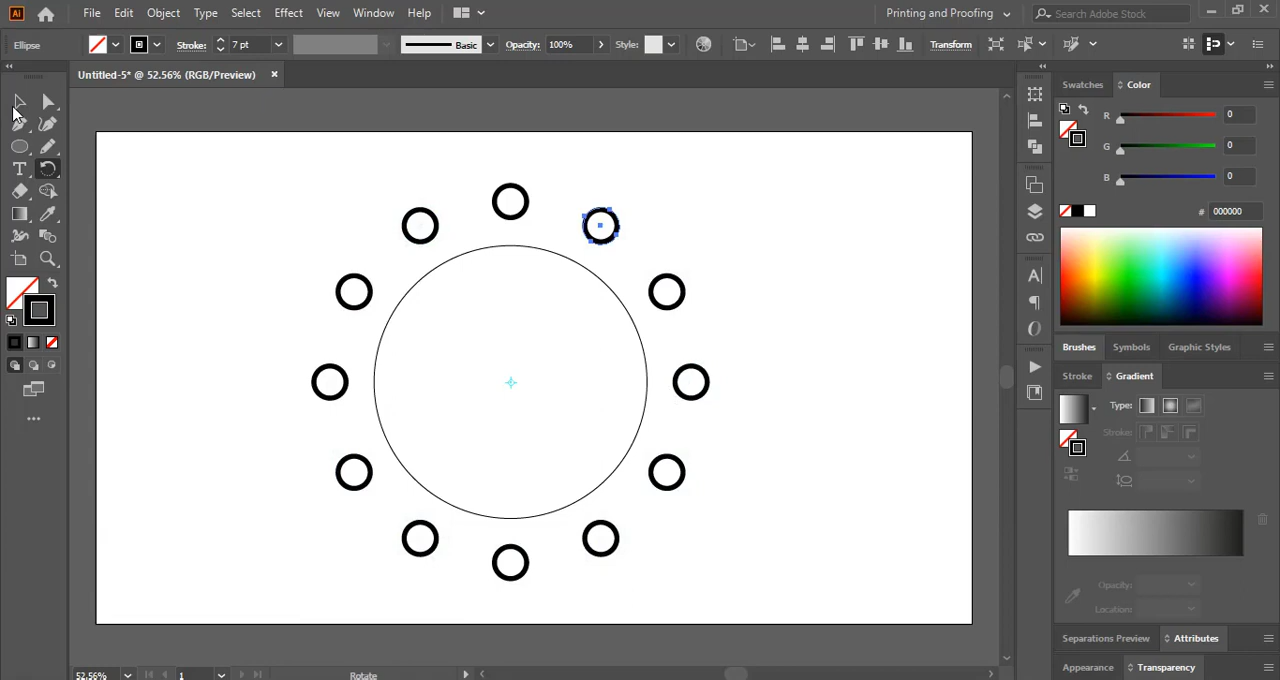 Ai File Edit Object Type Select Effect View Window Help Printing and Proofing Search Adobe Stock
Ellipse Stroke: 7 pt Basic Opacity: 100% Style: Transform
Untitled-5* @ 52.56% (RGB/Preview) ×
Swatches Color
R 0
G 0
B 0
# 000000
Brushes Symbols Graphic Styles
Stroke Gradient
Type:
Stroke:
Opacity:
Location:
Separations Preview Attributes
Appearance Transparency
52.56% 1 Rotate